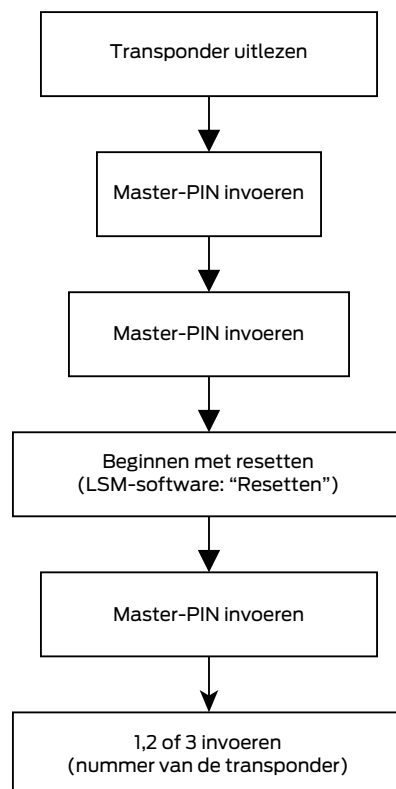 Transponder uitlezen
Master-PIN invoeren
Master-PIN invoeren
Beginnen met resetten
(LSM-software: “Resetten”)
Master-PIN invoeren
1,2 of 3 invoeren
(nummer van de transponder)